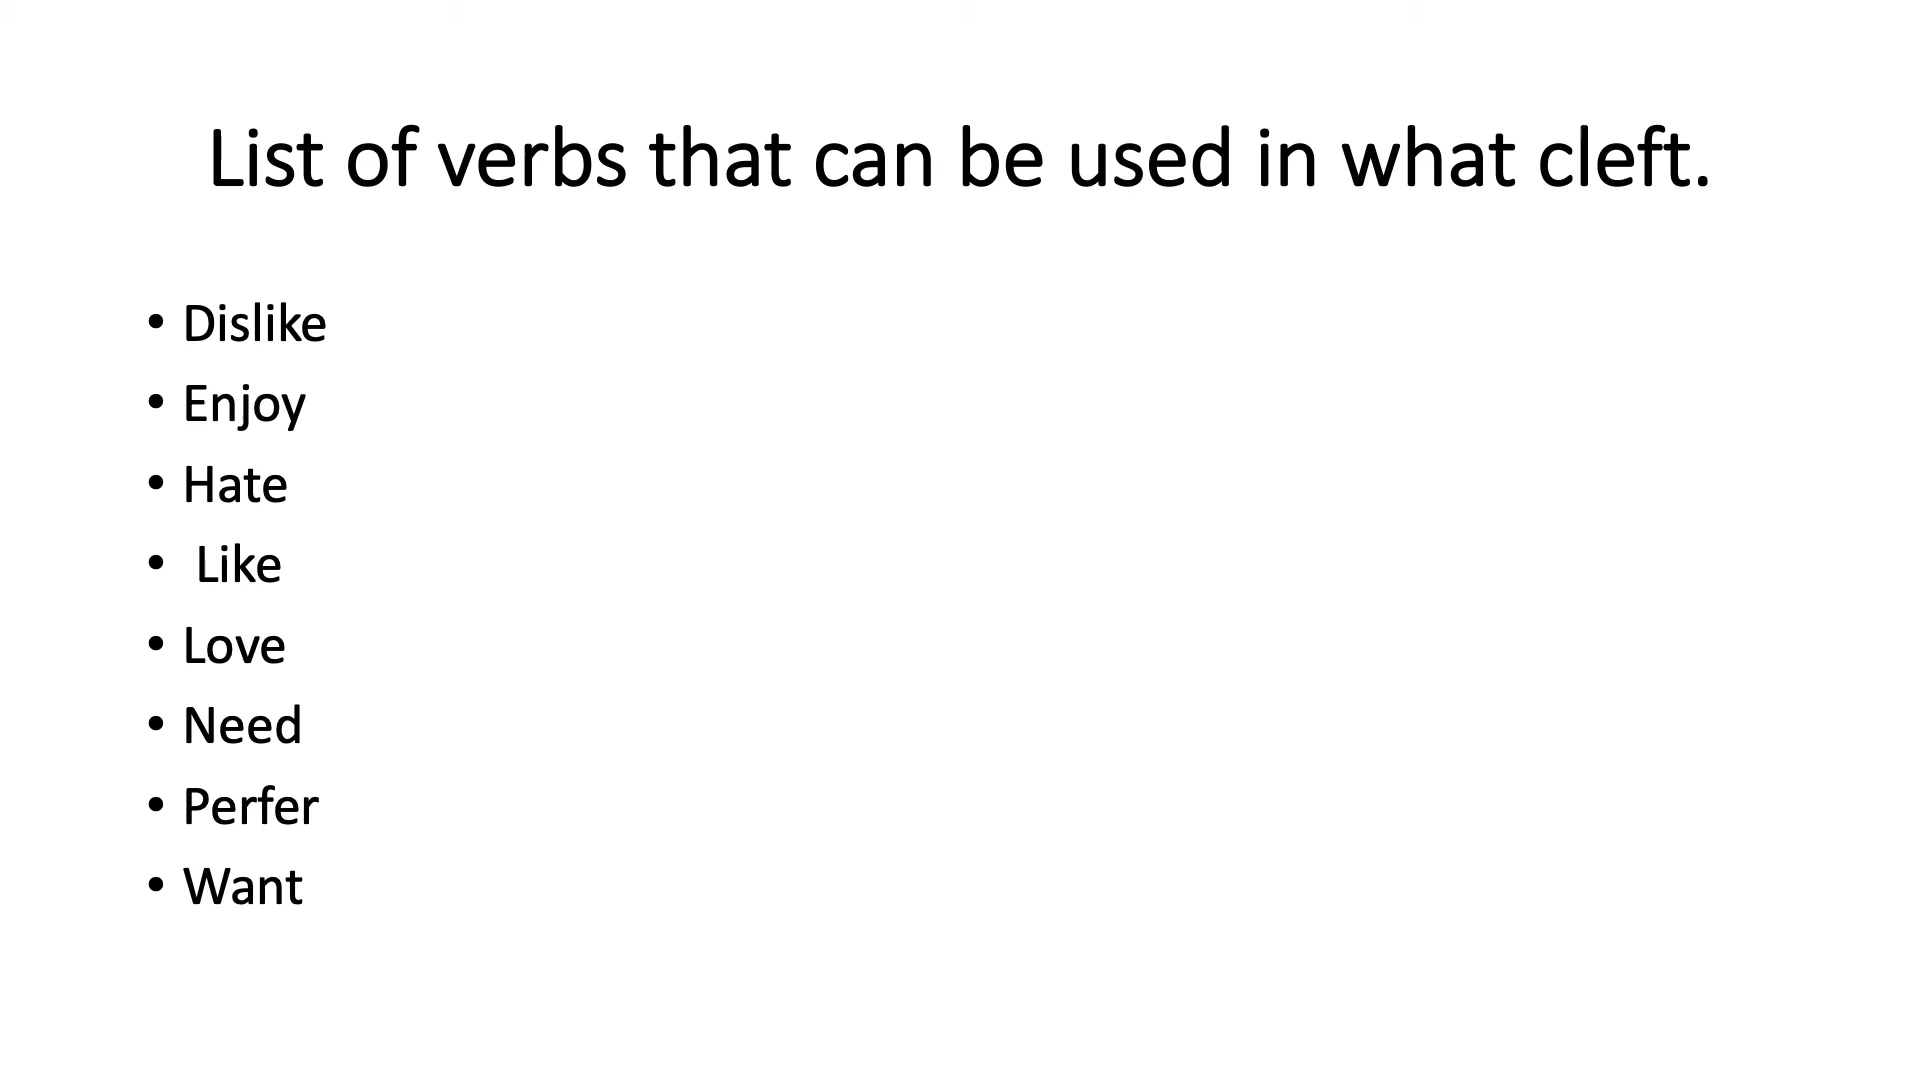 List of verbs that can be used in what cleft.
• Dislike
• Enjoy
• Hate
• Like
• Love
• Need
• Perfer
• Want